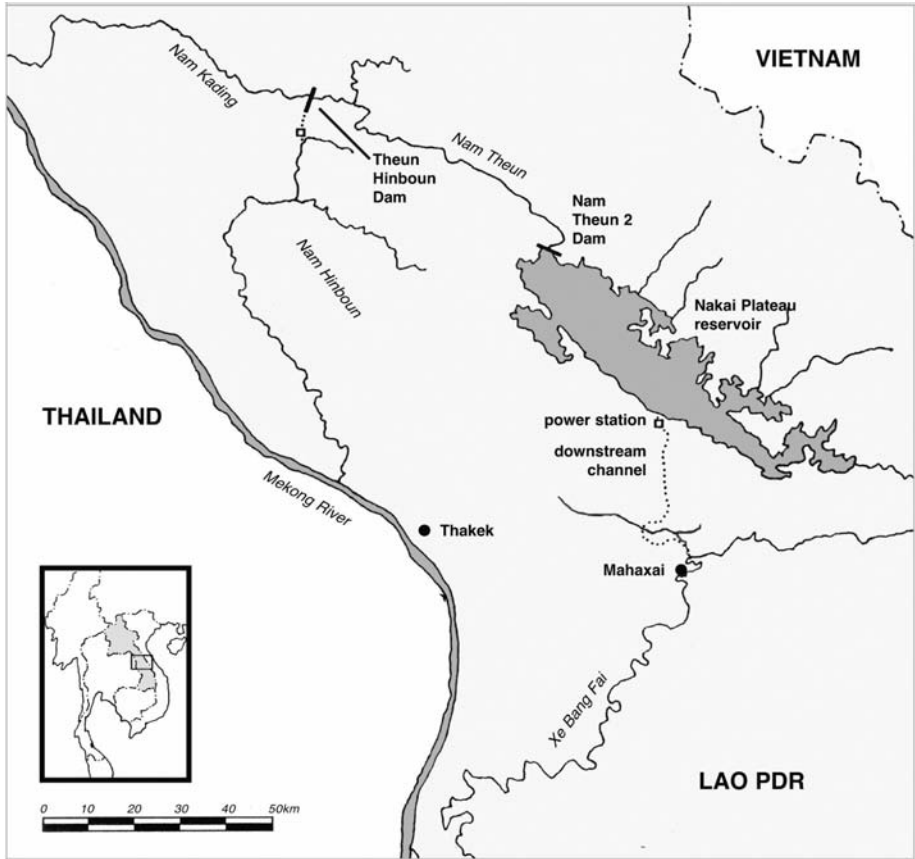 VIETNAM
Nam Kading
Nam Theun
Theun
Hinboun
Dam
Nam
Theun 2
Dam
Nam Hinboun
Nakai Plateau
reservoir
THAILAND
power station
downstream
channel
Mekong River
Thakek
Mahaxai
Xe Bang Fai
LAO PDR
0 10 20 30 40 50km